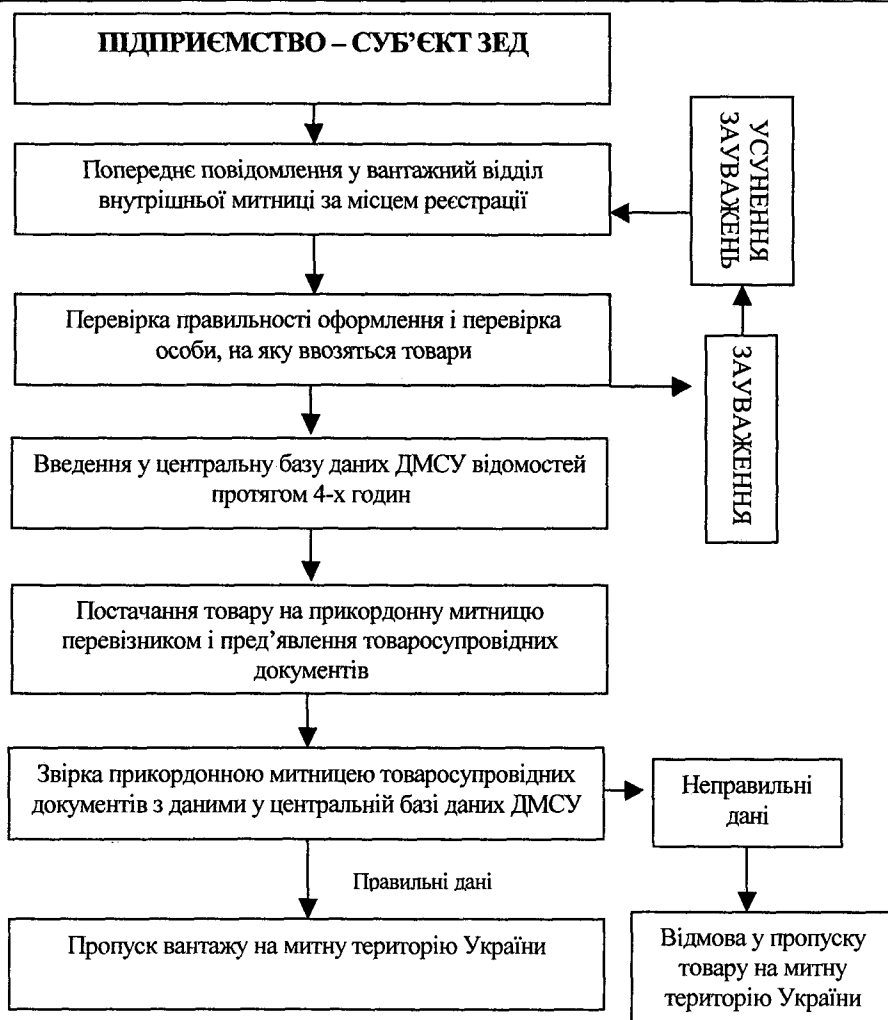 ПІДПРИЄМСТВО – СУБ’ЄКТ ЗЕД
Попереднє повідомлення у вантажний відділ
внутрішньої митниці за місцем реєстрації
УСУНЕННЯ
ЗАУВАЖЕНЬ
Перевірка правильності оформлення і перевірка
особи, на яку ввозяться товари
ЗАУВАЖЕННЯ
Введення у центральну базу даних ДМСУ відомостей
протягом 4-х годин
Постачання товару на прикордонну митницю
перевізником і пред’явлення товаросупровідних
документів
Звірка прикордонною митницею товаросупровідних
документів з даними у центральній базі даних ДМСУ
Неправильні
дані
Правильні дані
Пропуск вантажу на митну територію України
Відмова у пропуску
товару на митну
територію України